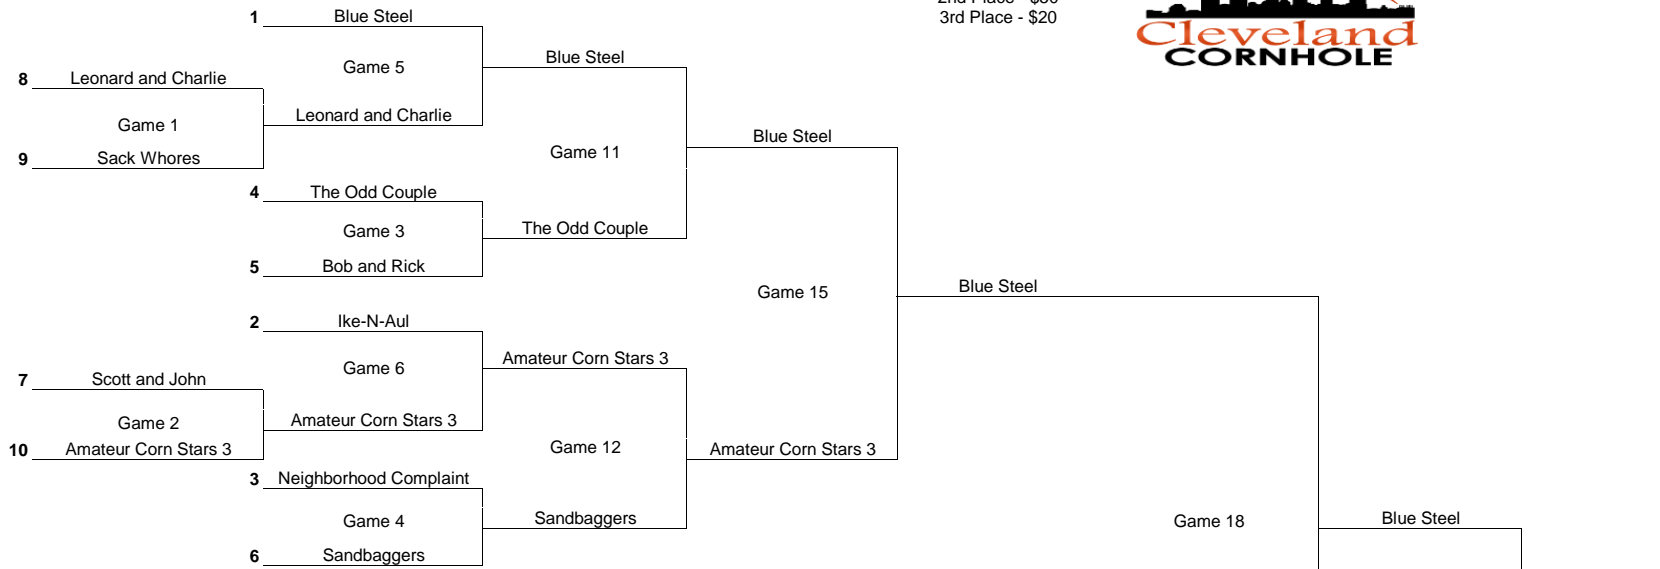 2nd Place - $30
3rd Place - $20
Cleveland
CORNHOLE
1 Blue Steel
Game 5
Blue Steel
8 Leonard and Charlie
Game 1
Leonard and Charlie
9 Sack Whores
Blue Steel
Game 11
4 The Odd Couple
Game 3
The Odd Couple
5 Bob and Rick
Game 15
Blue Steel
2 Ike-N-Aul
Game 6
Amateur Corn Stars 3
7 Scott and John
Game 2
Amateur Corn Stars 3
10 Amateur Corn Stars 3
Game 12
Amateur Corn Stars 3
3 Neighborhood Complaint
Game 4
Sandbaggers
6 Sandbaggers
Game 18
Blue Steel